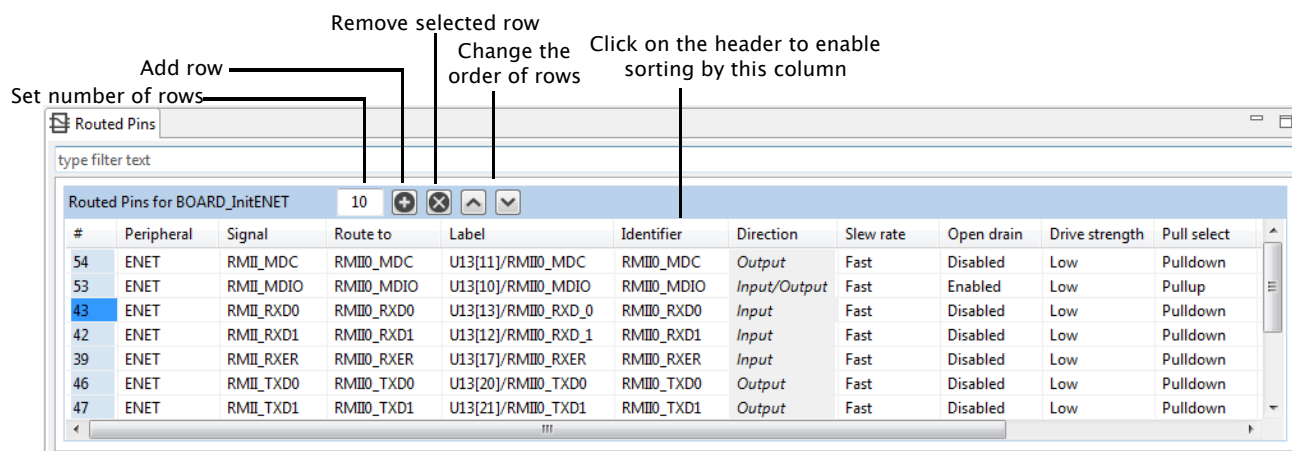 Remove selected row
Change the order of rows
Click on the header to enable sorting by this column
Add row
Set number of rows
Routed Pins
type filter text
Routed Pins for BOARD_InitENET 10
# Peripheral Signal Route to Label Identifier Direction Slew rate Open drain Drive strength Pull select
54 ENET RMII_MDC RMII0_MDC U13[11]/RMII0_MDC RMII0_MDC Output Fast Disabled Low Pulldown
53 ENET RMII_MDIO RMII0_MDIO U13[10]/RMII0_MDIO RMII0_MDIO Input/Output Fast Enabled Low Pullup
43 ENET RMII_RXD0 RMII0_RXD0 U13[13]/RMII0_RXD_0 RMII0_RXD0 Input Fast Disabled Low Pulldown
42 ENET RMII_RXD1 RMII0_RXD1 U13[12]/RMII0_RXD_1 RMII0_RXD1 Input Fast Disabled Low Pulldown
39 ENET RMII_RXER RMII0_RXER U13[17]/RMII0_RXER RMII0_RXER Input Fast Disabled Low Pulldown
46 ENET RMII_TXD0 RMII0_TXD0 U13[20]/RMII0_TXD0 RMII0_TXD0 Output Fast Disabled Low Pulldown
47 ENET RMII_TXD1 RMII0_TXD1 U13[21]/RMII0_TXD1 RMII0_TXD1 Output Fast Disabled Low Pulldown